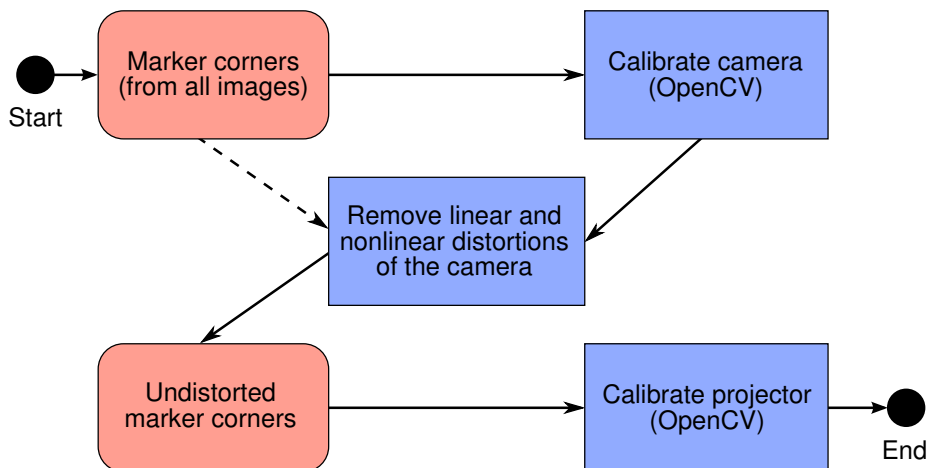 Start
Marker corners
(from all images)
Calibrate camera
(OpenCV)
Remove linear and
nonlinear distortions
of the camera
Undistorted
marker corners
Calibrate projector
(OpenCV)
End